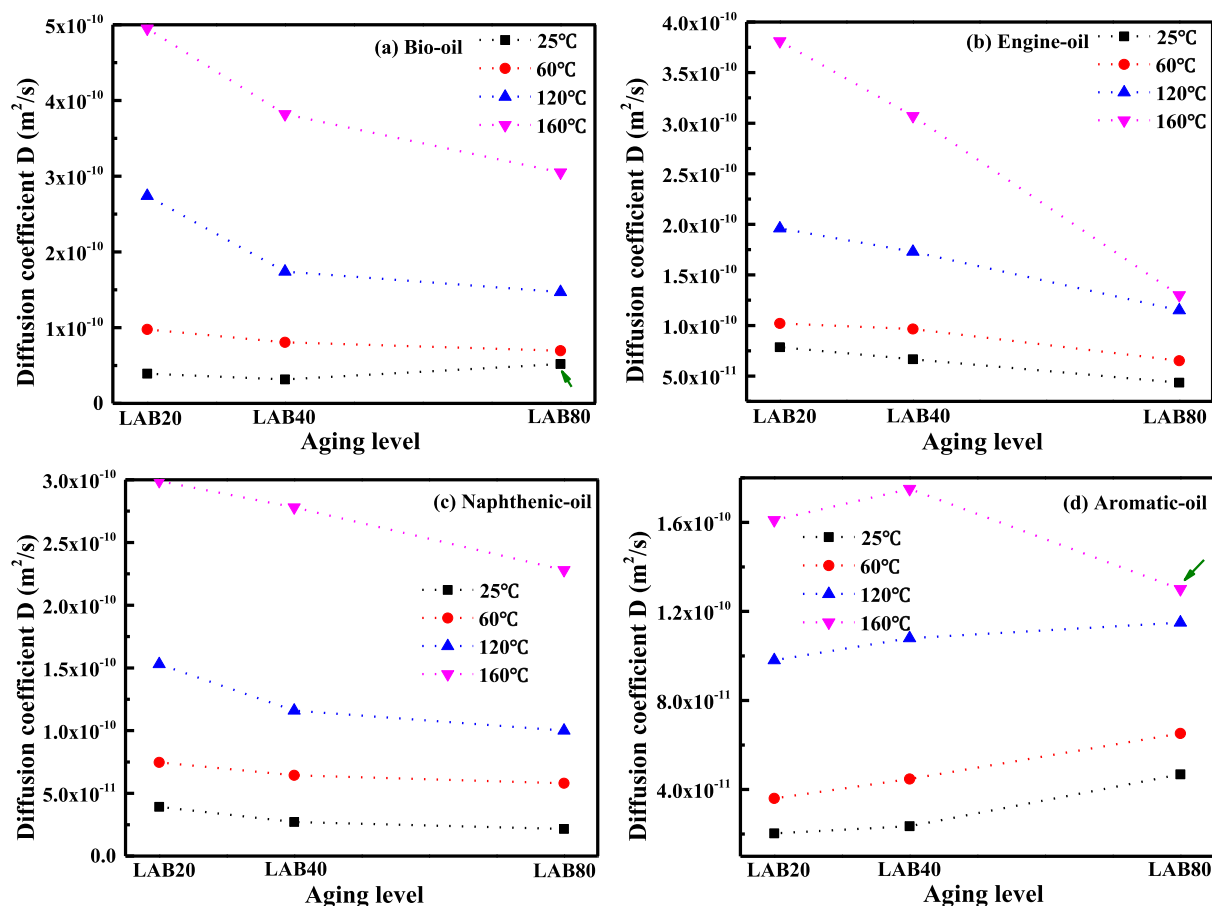 (a) Bio-oil
25℃
60℃
120℃
160℃
5x10⁻¹⁰
4x10⁻¹⁰
3x10⁻¹⁰
2x10⁻¹⁰
1x10⁻¹⁰
0
Diffusion coefficient D (m²/s)
LAB20 LAB40 LAB80
Aging level
(b) Engine-oil
25℃
60℃
120℃
160℃
4.0x10⁻¹⁰
3.5x10⁻¹⁰
3.0x10⁻¹⁰
2.5x10⁻¹⁰
2.0x10⁻¹⁰
1.5x10⁻¹⁰
1.0x10⁻¹⁰
5.0x10⁻¹¹
Diffusion coefficient D (m²/s)
LAB20 LAB40 LAB80
Aging level
(c) Naphthenic-oil
25℃
60℃
120℃
160℃
3.0x10⁻¹⁰
2.5x10⁻¹⁰
2.0x10⁻¹⁰
1.5x10⁻¹⁰
1.0x10⁻¹⁰
5.0x10⁻¹¹
0.0
Diffusion coefficient D (m²/s)
LAB20 LAB40 LAB80
Aging level
(d) Aromatic-oil
25℃
60℃
120℃
160℃
1.6x10⁻¹⁰
1.2x10⁻¹⁰
8.0x10⁻¹¹
4.0x10⁻¹¹
Diffusion coefficient D (m²/s)
LAB20 LAB40 LAB80
Aging level